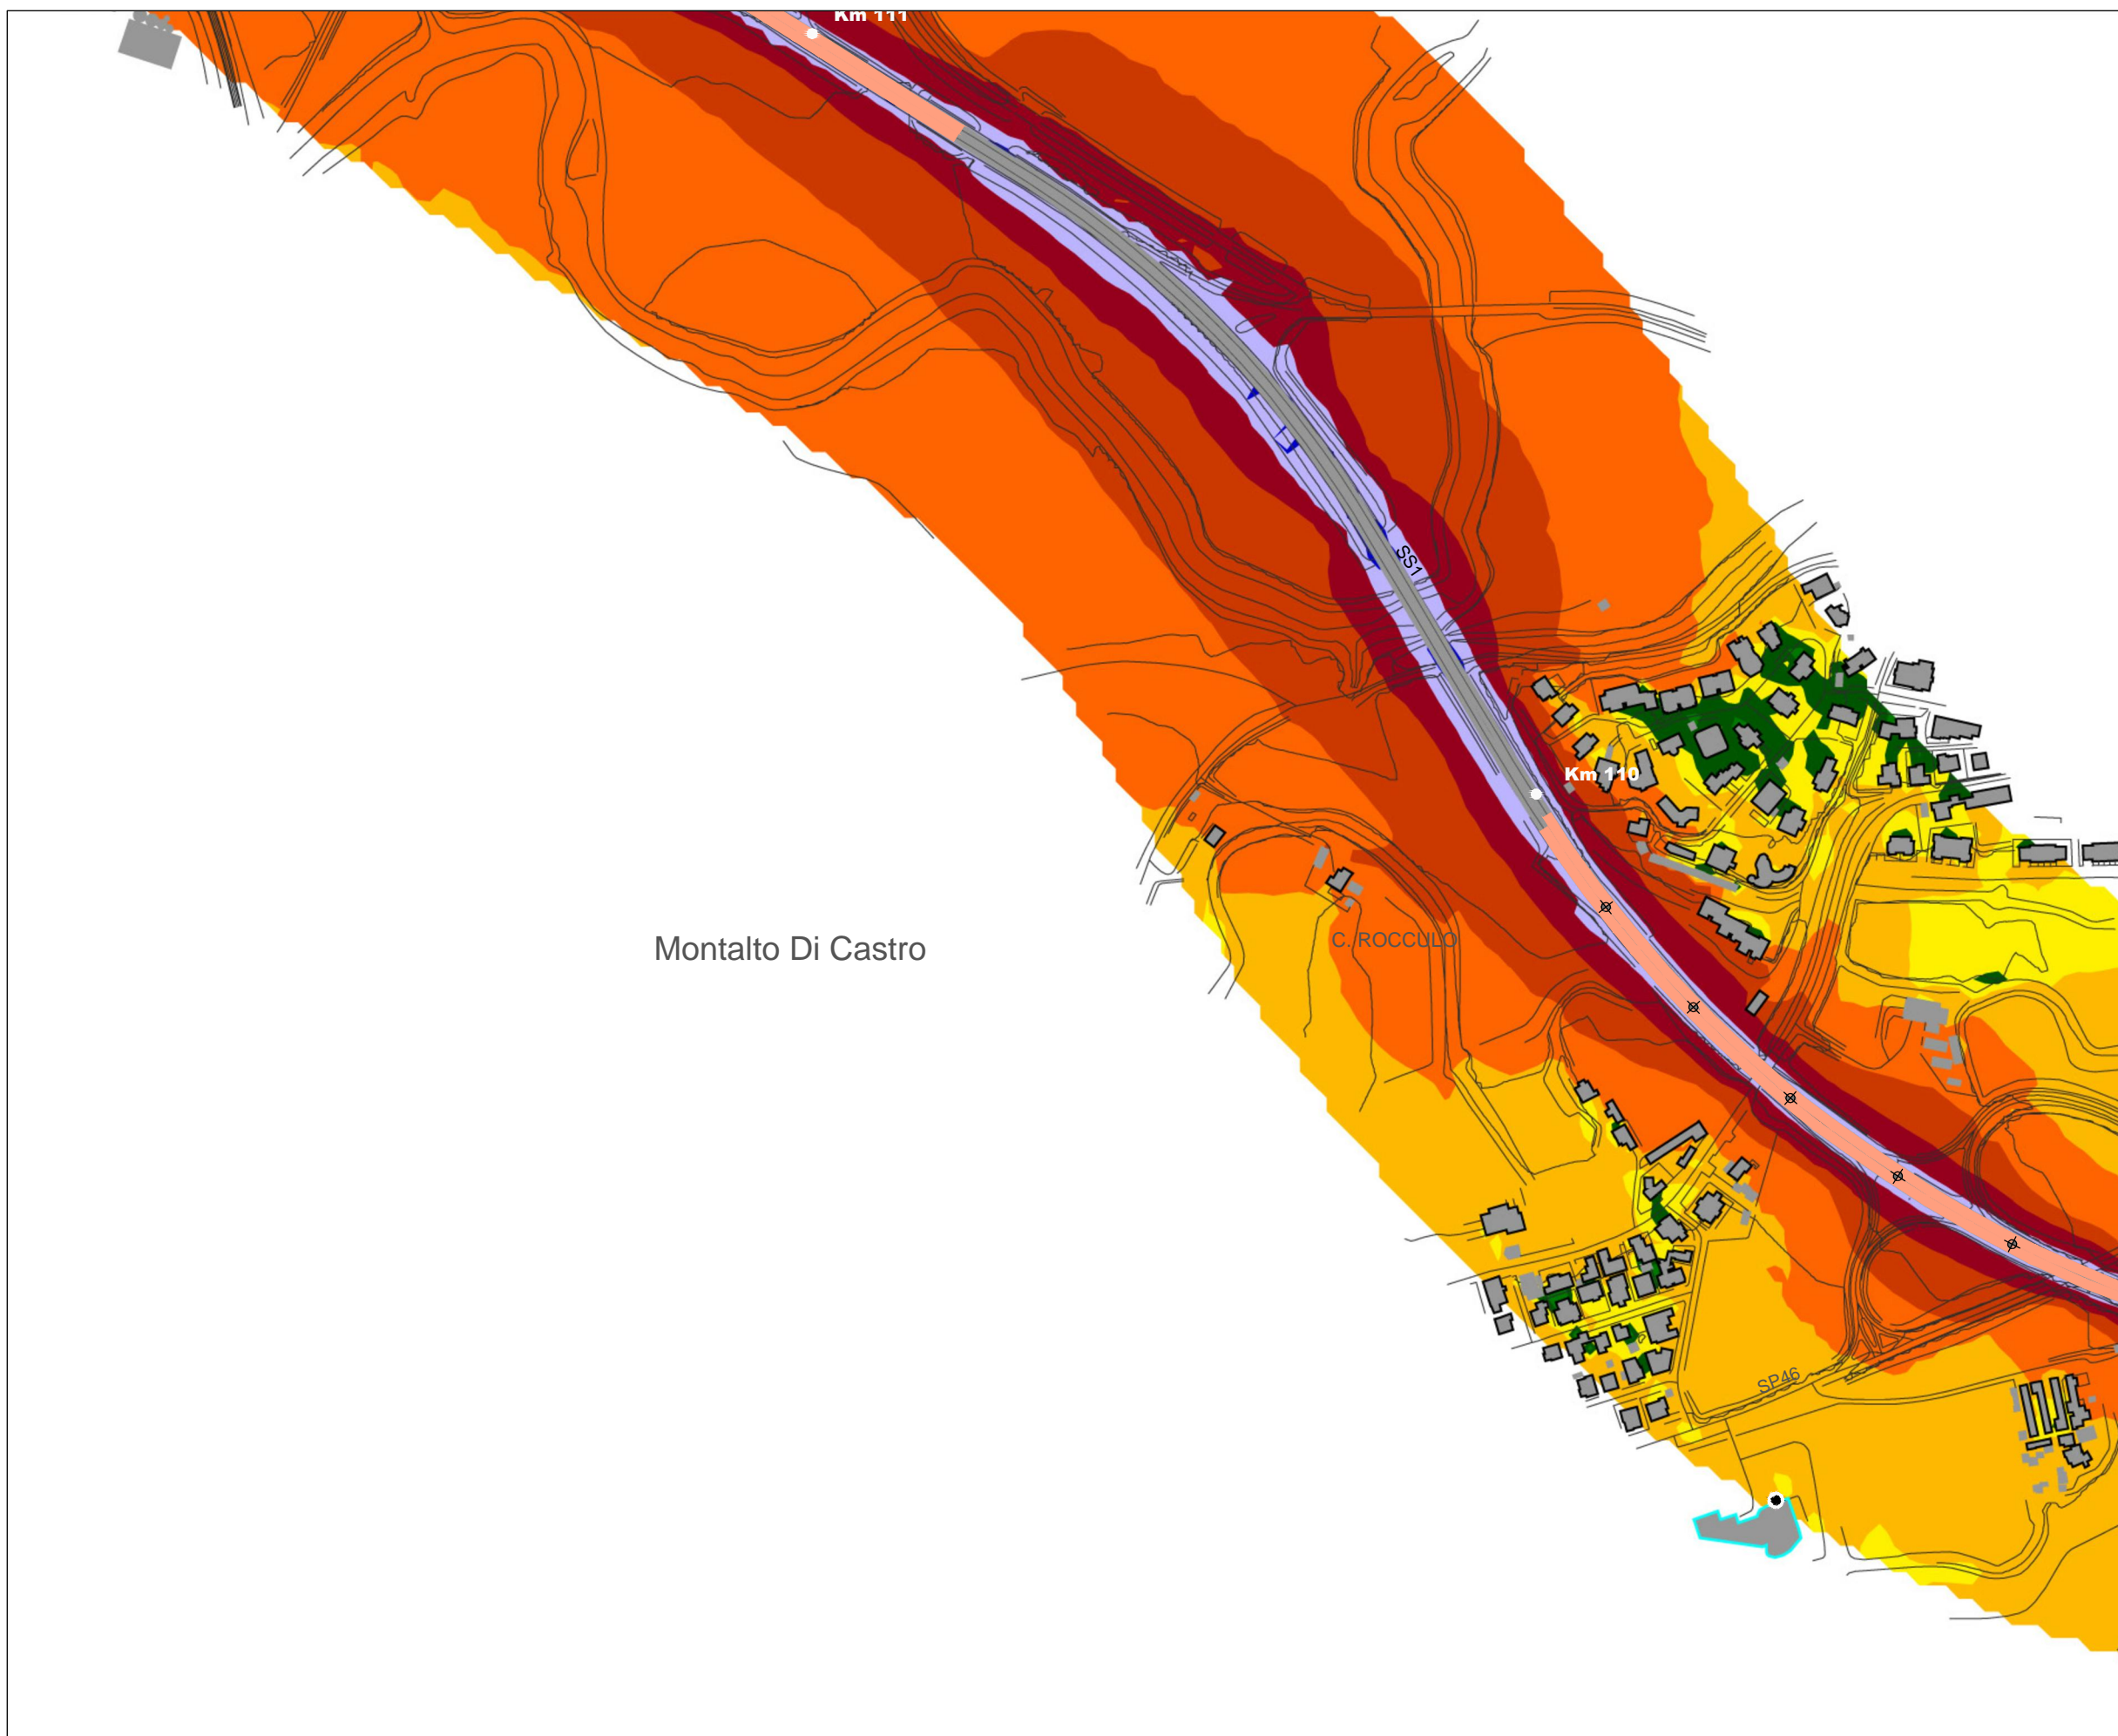 Km 111
SS1
Km 110
C. ROCCULO
Montalto Di Castro
SP46